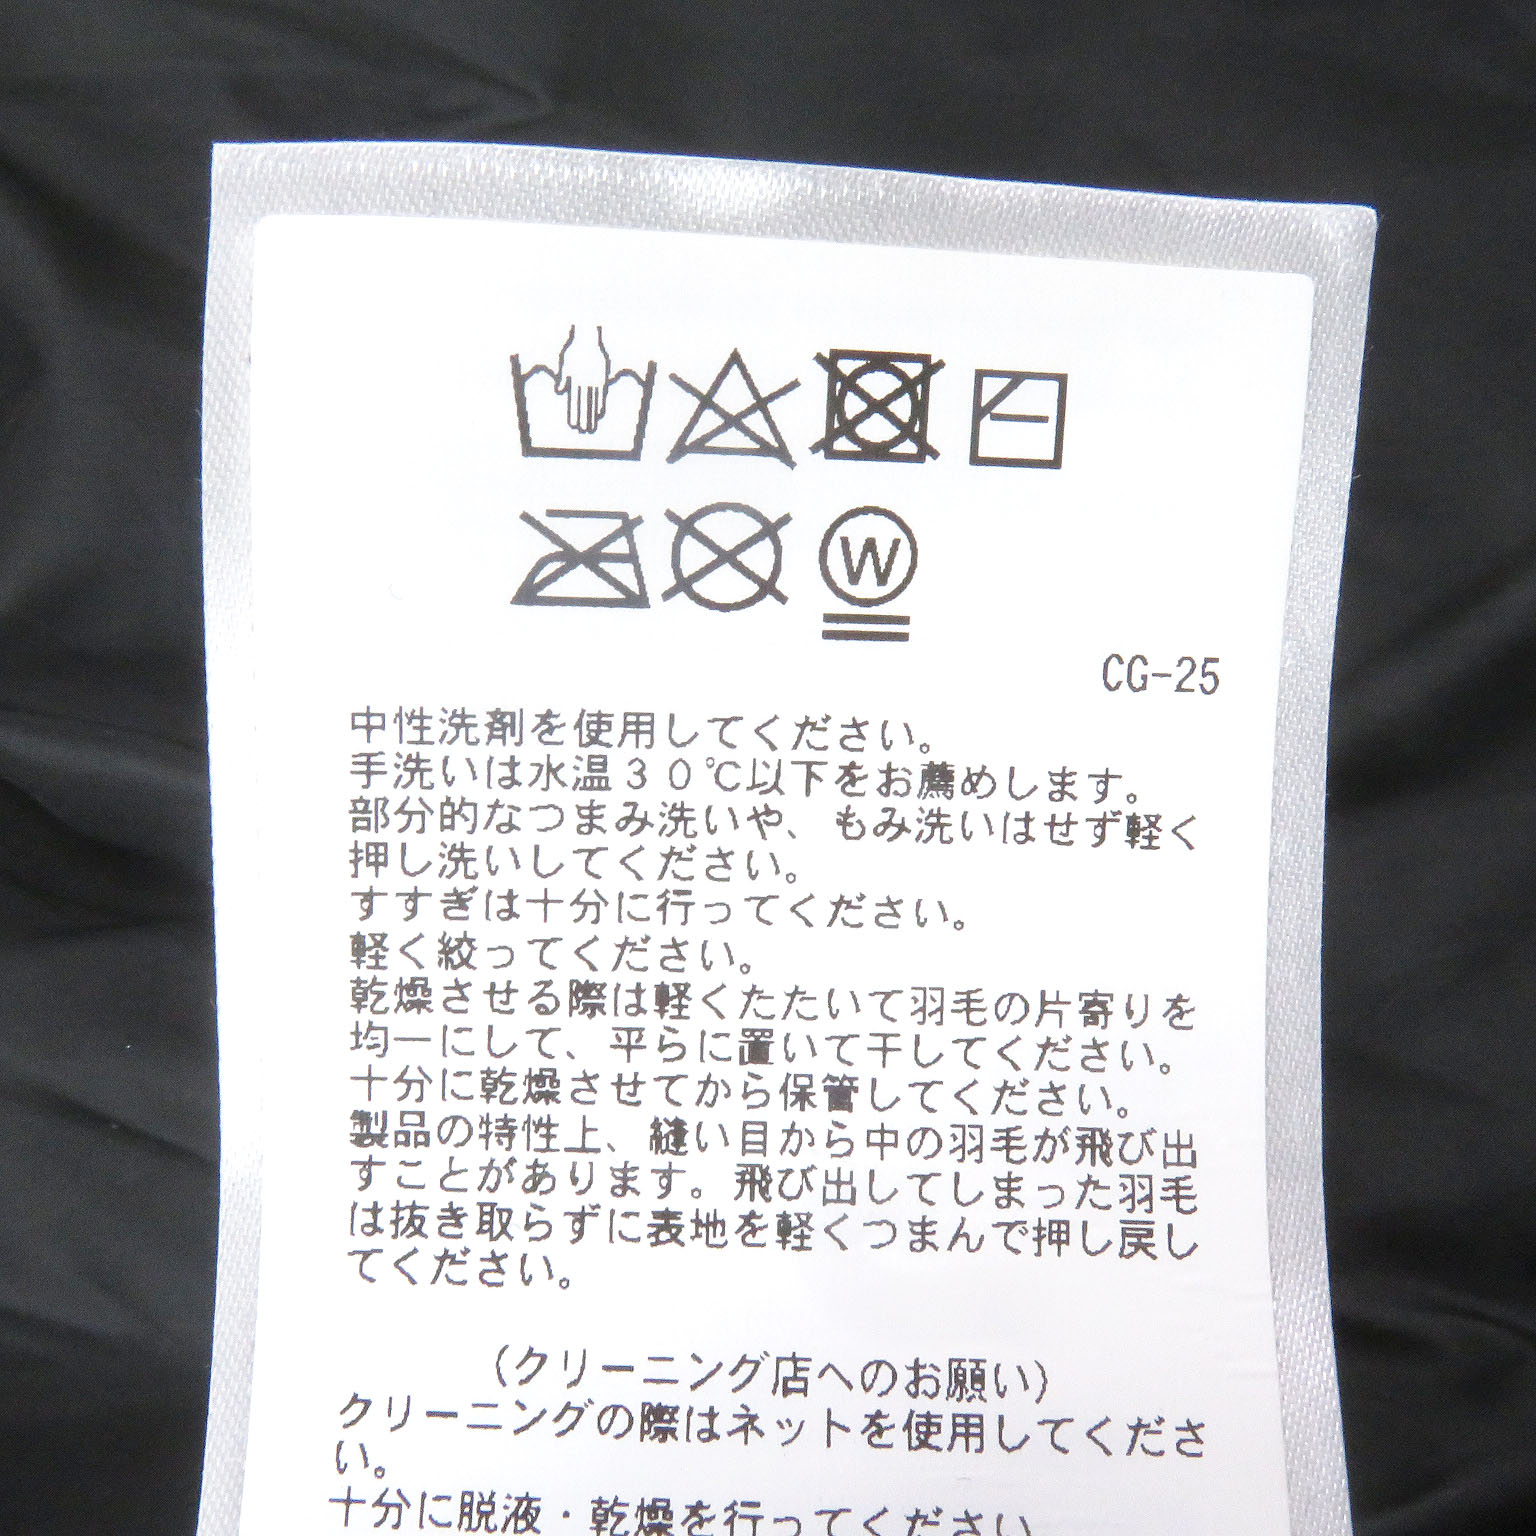 W
CG-25
中性洗剤を使用してください。
手洗いは水温３０℃以下をお薦めします。
部分的なつまみ洗いや、もみ洗いはせず軽く
押し洗いしてください。
すすぎは十分に行ってください。
軽く絞ってください。
乾燥させる際は軽くたたいて羽毛の片寄りを
均一にして、平らに置いて干してください。
十分に乾燥させてから保管してください。
製品の特性上、縫い目から中の羽毛が飛び出
すことがあります。飛び出してしまった羽毛
は抜き取らずに表地を軽くつまんで押し戻し
てください。
(クリーニング店へのお願い)
クリーニングの際はネットを使用してくださ
い。
十分に脱液・乾燥を行ってください